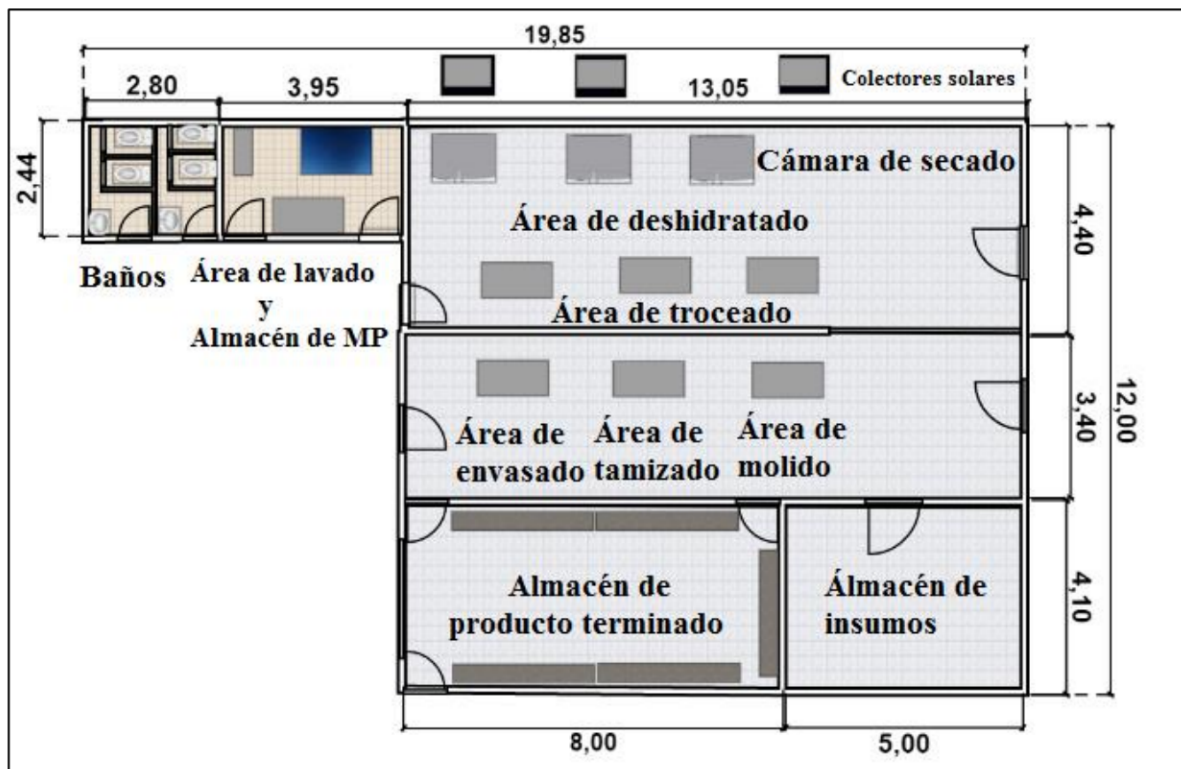 19,85
Colectores solares
2,80
3,95
13,05
2,44
Cámara de secado
Área de deshidratado
4,40
Baños
Área de lavado
y
Almacén de MP
Área de troceado
12,00
3,40
Área de
envasado
Área de
tamizado
Área de
molido
Almacén de
producto terminado
Álmacén de
insumos
4,10
8,00
5,00